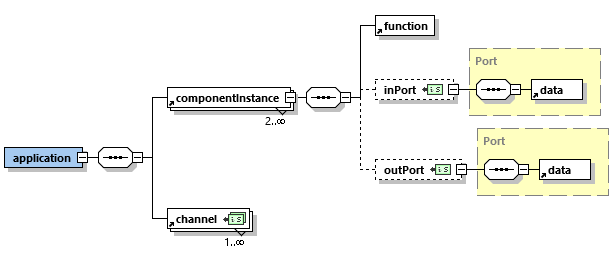 function
Port
inPort
data
componentInstance
2..∞
application
Port
outPort
data
channel
1..∞